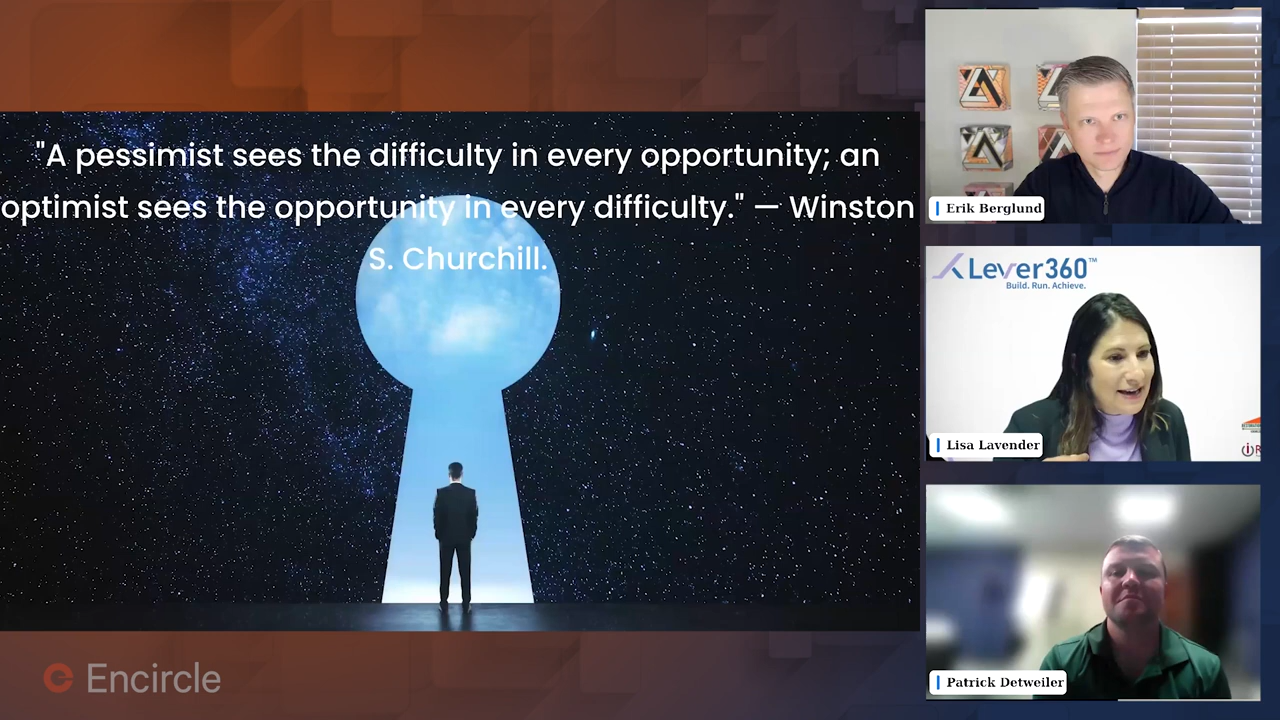 "A pessimist sees the difficulty in every opportunity; an
optimist sees the opportunity in every difficulty." — Winston
S. Churchill.
Encircle
Erik Berglund
Lever360™
Build. Run. Achieve.
Lisa Lavender
Patrick Detweiler